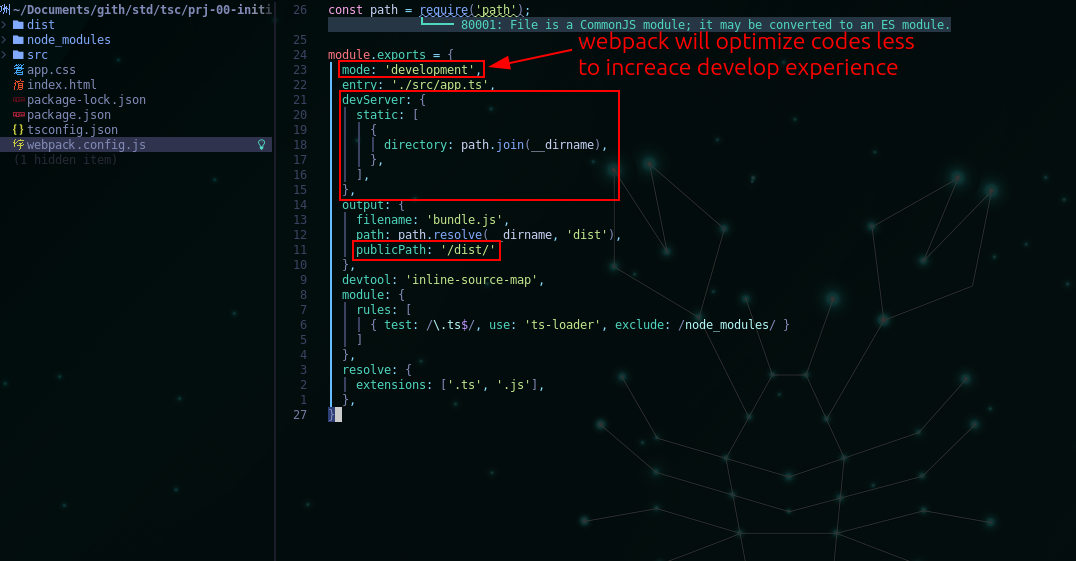 ~/Documents/gith/std/tsc/prj-00-initi
dist
node_modules
src
app.css
index.html
package-lock.json
package.json
tsconfig.json
webpack.config.js
(1 hidden item)
26 const path = require('path');
80001: File is a CommonJS module; it may be converted to an ES module.
25
24 module.exports = {
23 mode: 'development',
22 entry: './src/app.ts',
21 devServer: {
20 static: [
19 {
18 directory: path.join(__dirname),
17 },
16 ],
15 },
14 output: {
13 filename: 'bundle.js',
12 path: path.resolve(__dirname, 'dist'),
11 publicPath: '/dist/'
10 },
9 devtool: 'inline-source-map',
8 module: {
7 rules: [
6 { test: /\.ts$/, use: 'ts-loader', exclude: /node_modules/ }
5 ]
4 },
3 resolve: {
2 extensions: ['.ts', '.js'],
1 },
27 }
webpack will optimize codes less
to increace develop experience